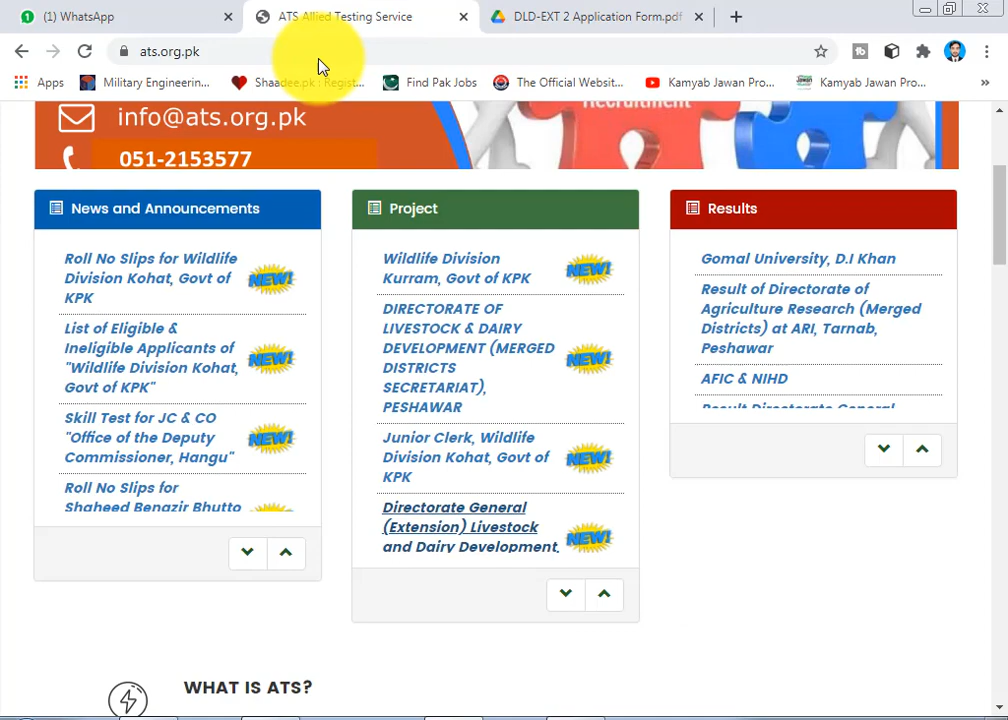 (1) WhatsApp
ATS Allied Testing Service
DLD-EXT 2 Application Form.pdf
ats.org.pk
Apps
Military Engineerin...
Shaadee.pk : Regist...
Find Pak Jobs
The Official Websit...
Kamyab Jawan Pro...
Kamyab Jawan Pro...
»
info@ats.org.pk
051-2153577
Recruitment
News and Announcements
Roll No Slips for Wildlife
Division Kohat, Govt of
KPK
NEW!
List of Eligible &
Ineligible Applicants of
"Wildlife Division Kohat,
Govt of KPK"
NEW!
Skill Test for JC & CO
"Office of the Deputy
Commissioner, Hangu"
NEW!
Roll No Slips for
Shaheed Benazir Bhutto
Project
Wildlife Division
Kurram, Govt of KPK
NEW!
DIRECTORATE OF
LIVESTOCK & DAIRY
DEVELOPMENT (MERGED
DISTRICTS
SECRETARIAT),
PESHAWAR
NEW!
Junior Clerk, Wildlife
Division Kohat, Govt of
KPK
NEW!
Directorate General
(Extension) Livestock
and Dairy Development,
NEW!
Results
Gomal University, D.I Khan
Result of Directorate of
Agriculture Research (Merged
Districts) at ARI, Tarnab,
Peshawar
AFIC & NIHD
Result Directorate General
WHAT IS ATS?